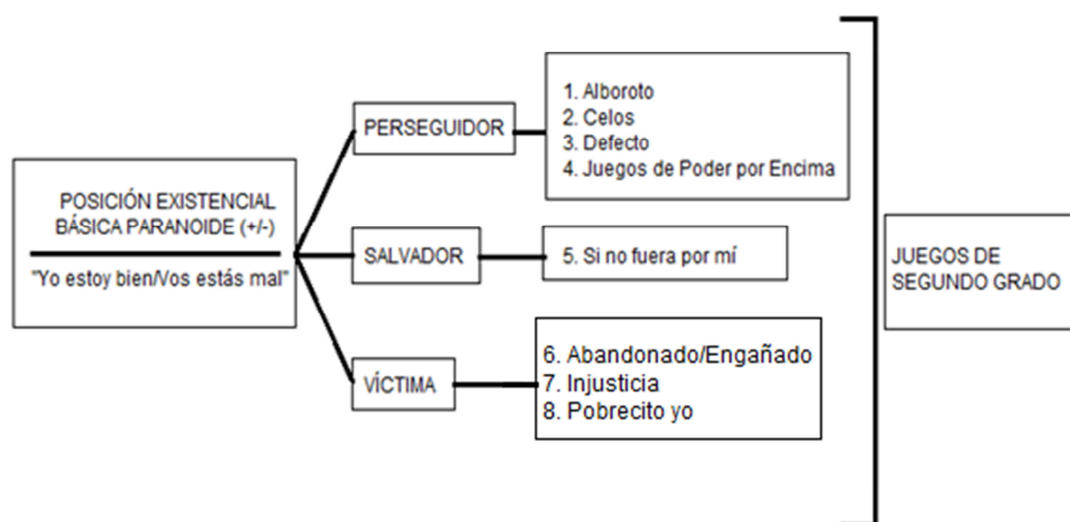 POSICIÓN EXISTENCIAL
BÁSICA PARANOIDE (+/-)
"Yo estoy bien/Vos estás mal"
PERSEGUIDOR
1. Alboroto
2. Celos
3. Defecto
4. Juegos de Poder por Encima
SALVADOR
5. Si no fuera por mí
VÍCTIMA
6. Abandonado/Engañado
7. Injusticia
8. Pobrecito yo
JUEGOS DE
SEGUNDO GRADO